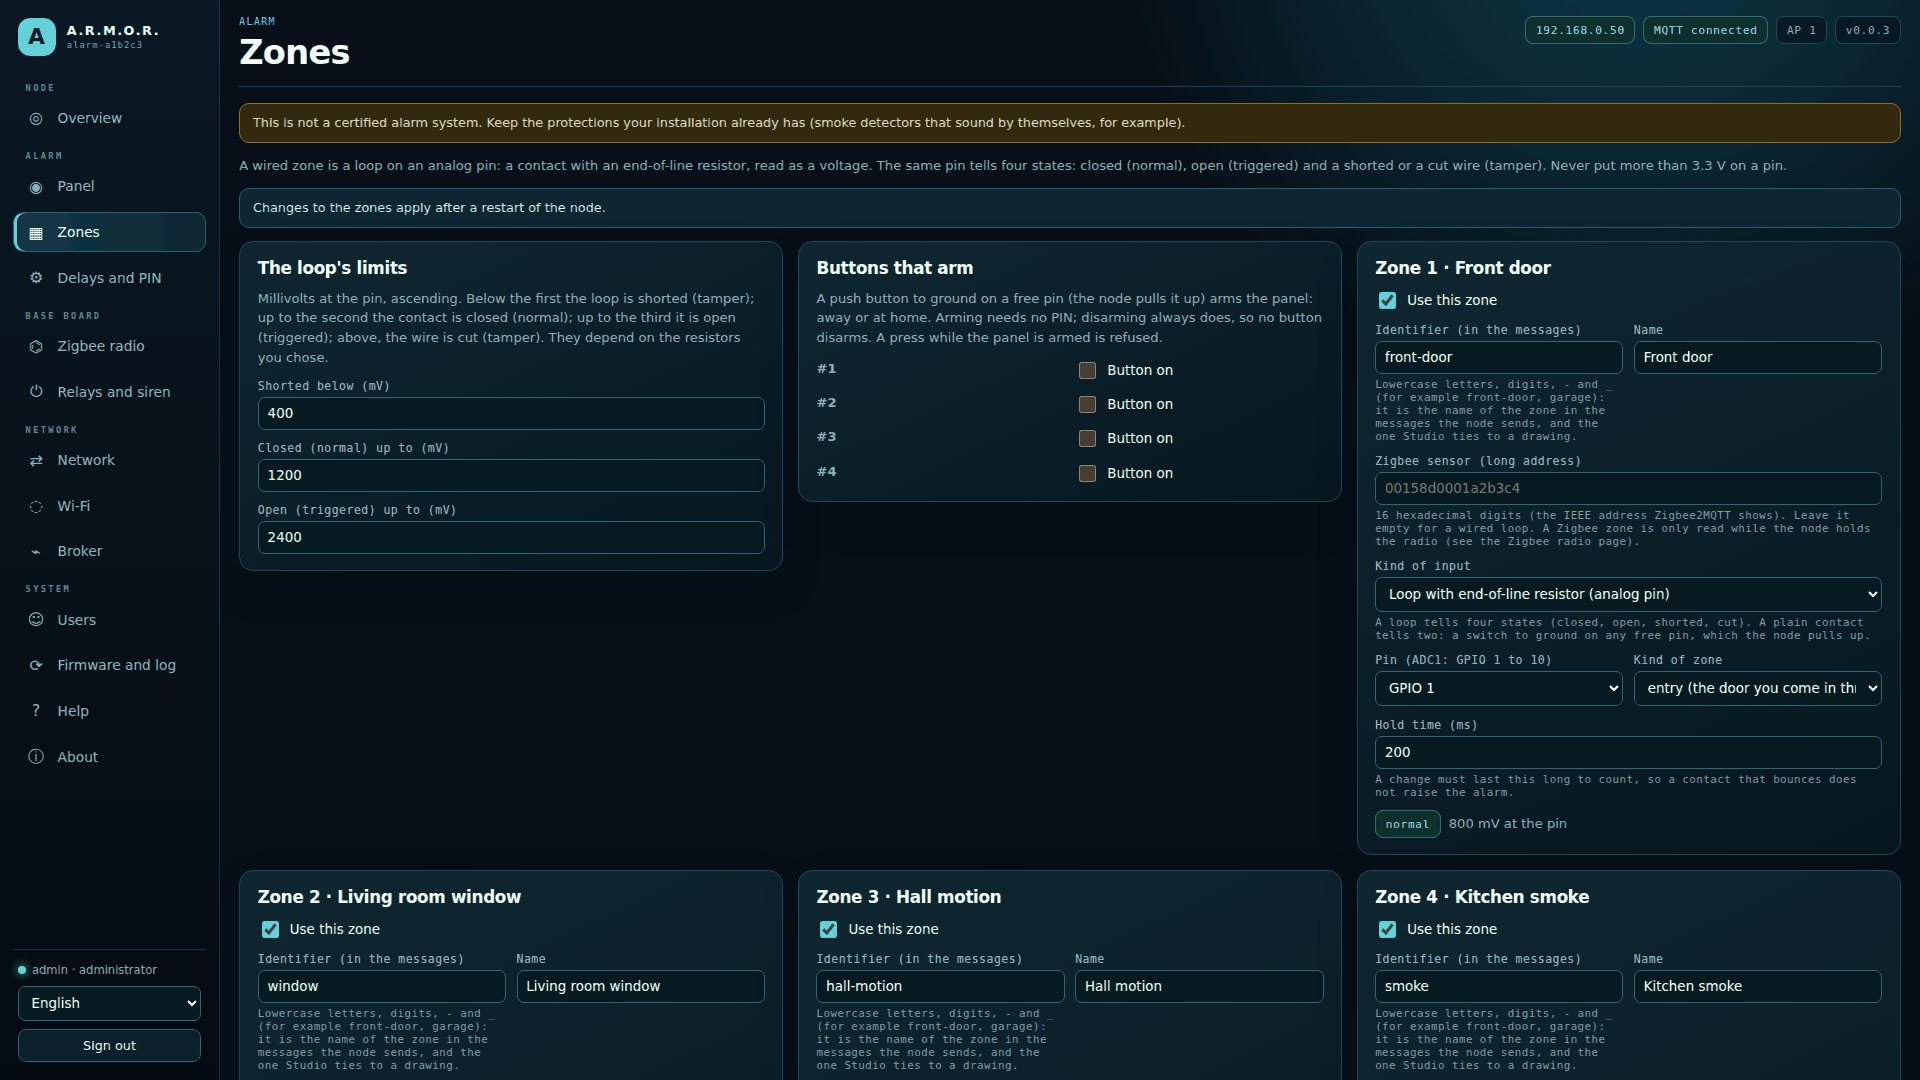 A
A.R.M.O.R.
alarm-a1b2c3
NODE
Overview
ALARM
Panel
Zones
Delays and PIN
BASE BOARD
Zigbee radio
Relays and siren
NETWORK
Network
Wi-Fi
Broker
SYSTEM
Users
Firmware and log
? Help
About
admin · administrator
English
Sign out
ALARM
Zones
192.168.0.50
MQTT connected
AP 1
v0.0.3
This is not a certified alarm system. Keep the protections your installation already has (smoke detectors that sound by themselves, for example).
A wired zone is a loop on an analog pin: a contact with an end-of-line resistor, read as a voltage. The same pin tells four states: closed (normal), open (triggered) and a shorted or a cut wire (tamper). Never put more than 3.3 V on a pin.
Changes to the zones apply after a restart of the node.
The loop's limits
Millivolts at the pin, ascending. Below the first the loop is shorted (tamper);
up to the second the contact is closed (normal); up to the third it is open
(triggered); above, the wire is cut (tamper). They depend on the resistors
you chose.
Shorted below (mV)
400
Closed (normal) up to (mV)
1200
Open (triggered) up to (mV)
2400
Buttons that arm
A push button to ground on a free pin (the node pulls it up) arms the panel:
away or at home. Arming needs no PIN; disarming always does, so no button
disarms. A press while the panel is armed is refused.
#1 Button on
#2 Button on
#3 Button on
#4 Button on
Zone 1 · Front door
Use this zone
Identifier (in the messages) Name
front-door Front door
Lowercase letters, digits, - and _
(for example front-door, garage):
it is the name of the zone in the
messages the node sends, and the
one Studio ties to a drawing.
Zigbee sensor (long address)
00158d0001a2b3c4
16 hexadecimal digits (the IEEE address Zigbee2MQTT shows). Leave it
empty for a wired loop. A Zigbee zone is only read while the node holds
the radio (see the Zigbee radio page).
Kind of input
Loop with end-of-line resistor (analog pin)
A loop tells four states (closed, open, shorted, cut). A plain contact
tells two: a switch to ground on any free pin, which the node pulls up.
Pin (ADC1: GPIO 1 to 10) Kind of zone
GPIO 1 entry (the door you come in thr
Hold time (ms)
200
A change must last this long to count, so a contact that bounces does
not raise the alarm.
normal 800 mV at the pin
Zone 2 · Living room window
Use this zone
Identifier (in the messages) Name
window Living room window
Lowercase letters, digits, - and _
(for example front-door, garage):
it is the name of the zone in the
messages the node sends, and the
one Studio ties to a drawing.
Zone 3 · Hall motion
Use this zone
Identifier (in the messages) Name
hall-motion Hall motion
Lowercase letters, digits, - and _
(for example front-door, garage):
it is the name of the zone in the
messages the node sends, and the
one Studio ties to a drawing.
Zone 4 · Kitchen smoke
Use this zone
Identifier (in the messages) Name
smoke Kitchen smoke
Lowercase letters, digits, - and _
(for example front-door, garage):
it is the name of the zone in the
messages the node sends, and the
one Studio ties to a drawing.